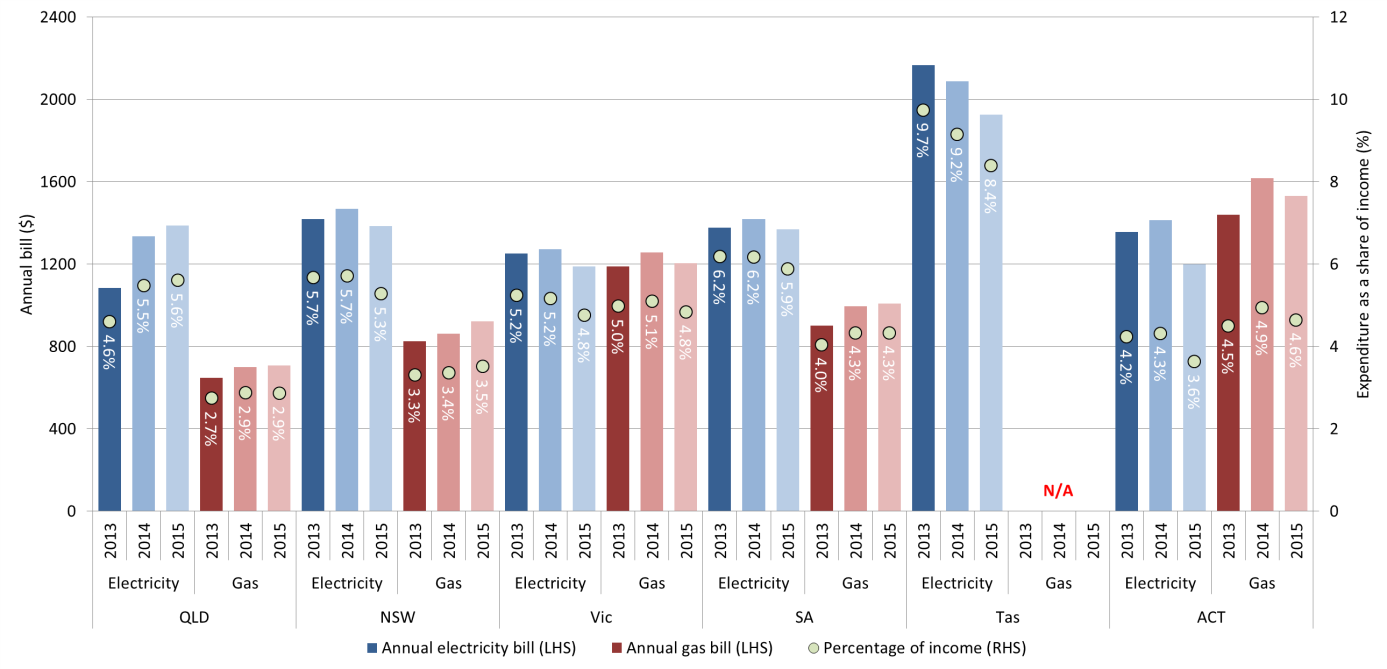 2400
2000
1600
1200
800
400
0
Annual bill ($)
12
10
8
6
4
2
0
Expenditure as a share of income (%)
4.6% 5.5% 5.6% 2.7% 2.9% 2.9% 5.7% 5.7% 5.3% 3.3% 3.4% 3.5% 5.2% 5.2% 4.8% 5.0% 5.1% 4.8% 6.2% 6.2% 5.9% 4.0% 4.3% 4.3% 9.7% 9.2% 8.4% 4.2% 4.3% 3.6% 4.5% 4.9% 4.6%
N/A
2013 2014 2015 2013 2014 2015 2013 2014 2015 2013 2014 2015 2013 2014 2015 2013 2014 2015 2013 2014 2015 2013 2014 2015 2013 2014 2015 2013 2014 2015 2013 2014 2015 2013 2014 2015
Electricity Gas Electricity Gas Electricity Gas Electricity Gas Electricity Gas Electricity Gas
QLD NSW Vic SA Tas ACT
Annual electricity bill (LHS) Annual gas bill (LHS) Percentage of income (RHS)